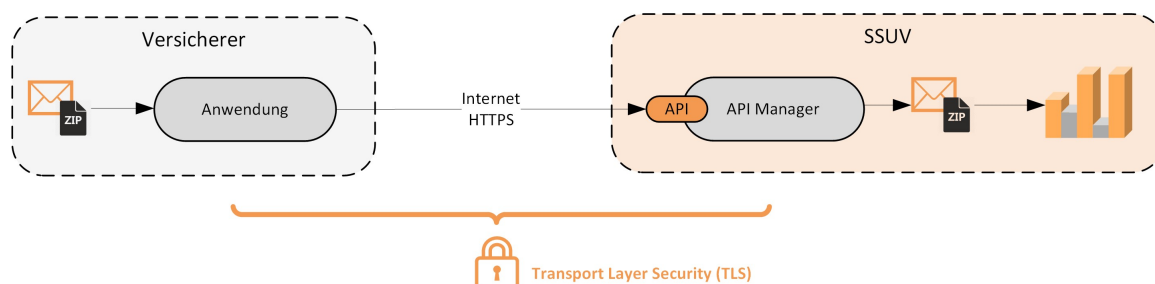 Versicherer
SSUV
ZIP
Anwendung
Internet
HTTPS
API
API Manager
ZIP
Transport Layer Security (TLS)